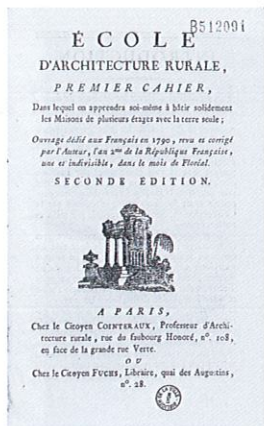 B512091
ÉCOLE
D'ARCHITECTURE RURALE,
PREMIER CAHIER,
Dans lequel on apprendra soi-même à bâtir solidement
les Maisons de plusieurs étages avec la terre seule ;
Ouvrage dédié aux Français en 1790, revu et corrigé
par l'Auteur, l'an 2me de la République Française,
une et indivisible, dans le mois de Floréal.
SECONDE ÉDITION.
A PARIS,
Chez le Citoyen COINTERAUX, Professeur d'Archi-
tecture rurale, rue du faubourg Honoré, n°. 108,
en face de la grande rue Verte.
OU
Chez le Citoyen FUCHS, Libraire, quai des Augustins,
n°. 28.